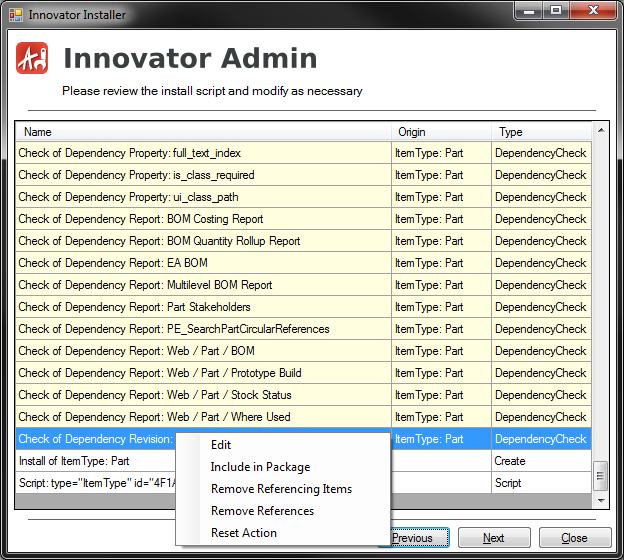 Innovator Installer
Innovator Admin
Please review the install script and modify as necessary
Name Origin Type
Check of Dependency Property: full_text_index ItemType: Part DependencyCheck
Check of Dependency Property: is_class_required ItemType: Part DependencyCheck
Check of Dependency Property: ui_class_path ItemType: Part DependencyCheck
Check of Dependency Report: BOM Costing Report ItemType: Part DependencyCheck
Check of Dependency Report: BOM Quantity Rollup Report ItemType: Part DependencyCheck
Check of Dependency Report: EA BOM ItemType: Part DependencyCheck
Check of Dependency Report: Multilevel BOM Report ItemType: Part DependencyCheck
Check of Dependency Report: Part Stakeholders ItemType: Part DependencyCheck
Check of Dependency Report: PE_SearchPartCircularReferences ItemType: Part DependencyCheck
Check of Dependency Report: Web / Part / BOM ItemType: Part DependencyCheck
Check of Dependency Report: Web / Part / Prototype Build ItemType: Part DependencyCheck
Check of Dependency Report: Web / Part / Stock Status ItemType: Part DependencyCheck
Check of Dependency Report: Web / Part / Where Used ItemType: Part DependencyCheck
Check of Dependency Revision: ItemType: Part DependencyCheck
Install of ItemType: Part Create
Script: type="ItemType" id="4F1A Script
Edit
Include in Package
Remove Referencing Items
Remove References
Reset Action
Previous Next Close